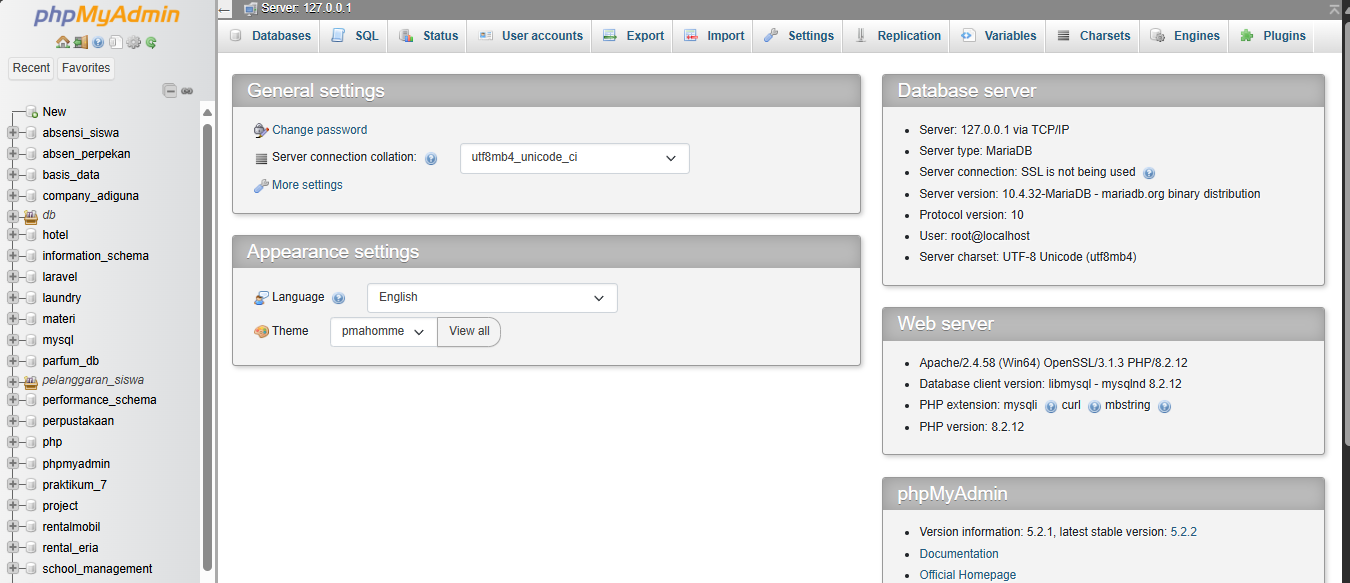 phpMyAdmin
Recent Favorites
New
absensi_siswa
absen_perpekan
basis_data
company_adiguna
db
hotel
information_schema
laravel
laundry
materi
mysql
parfum_db
pelanggaran_siswa
performance_schema
perpustakaan
php
phpmyadmin
praktikum_7
project
rentalmobil
rental_eria
school_management
Server: 127.0.0.1
Databases SQL Status User accounts Export Import Settings Replication Variables Charsets Engines Plugins
General settings
Change password
Server connection collation: utf8mb4_unicode_ci
More settings
Appearance settings
Language English
Theme pmahomme View all
Database server
Server: 127.0.0.1 via TCP/IP
Server type: MariaDB
Server connection: SSL is not being used
Server version: 10.4.32-MariaDB - mariadb.org binary distribution
Protocol version: 10
User: root@localhost
Server charset: UTF-8 Unicode (utf8mb4)
Web server
Apache/2.4.58 (Win64) OpenSSL/3.1.3 PHP/8.2.12
Database client version: libmysql - mysqlnd 8.2.12
PHP extension: mysqli curl mbstring
PHP version: 8.2.12
phpMyAdmin
Version information: 5.2.1, latest stable version: 5.2.2
Documentation
Official Homepage